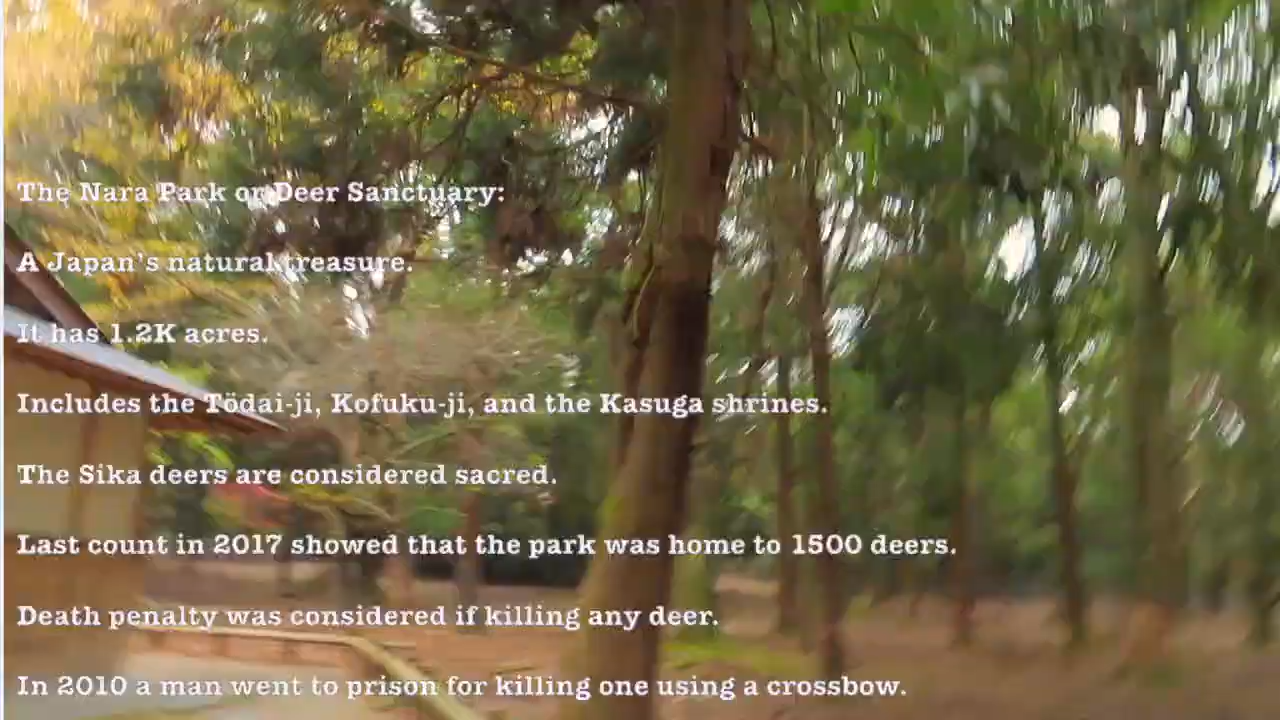 The Nara Park or Deer Sanctuary:
A Japan's natural treasure.
It has 1.2K acres.
Includes the Tödai-ji, Kofuku-ji, and the Kasuga shrines.
The Sika deers are considered sacred.
Last count in 2017 showed that the park was home to 1500 deers.
Death penalty was considered if killing any deer.
In 2010 a man went to prison for killing one using a crossbow.